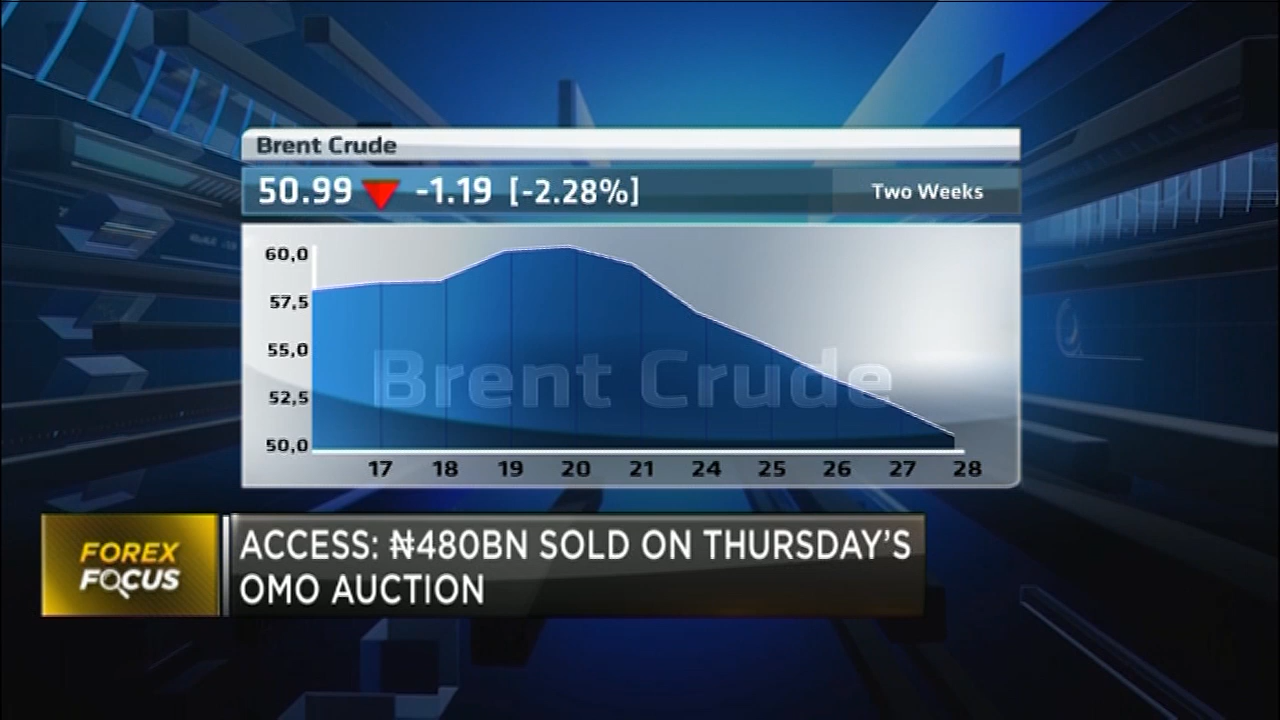 Brent Crude
50.99 ▼ -1.19 [-2.28%]
Two Weeks
60,0
57,5
55,0
52,5
50,0
Brent Crude
17 18 19 20 21 24 25 26 27 28
FOREX
FOCUS
ACCESS: ₦480BN SOLD ON THURSDAY'S
OMO AUCTION